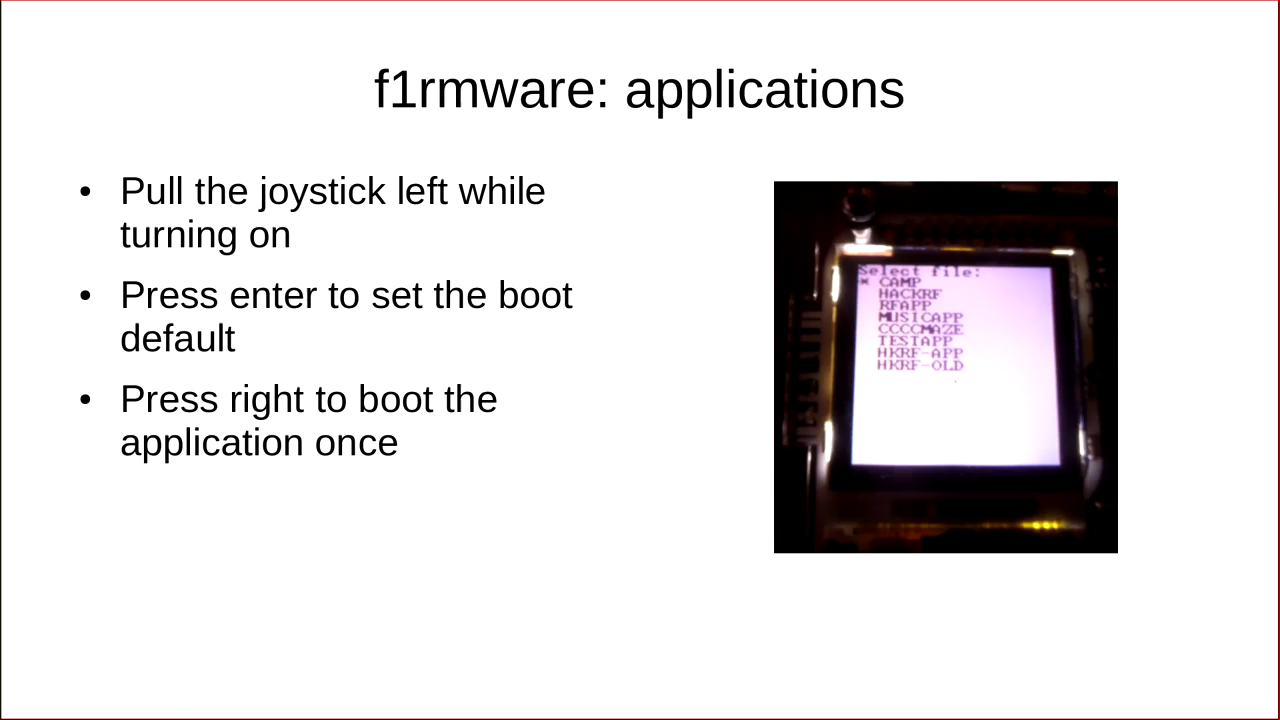 f1rmware: applications
• Pull the joystick left while
turning on
• Press enter to set the boot
default
• Press right to boot the
application once
Select file:
* CAMP
HACKRF
RFAPP
MUSICAPP
CCCCMAZE
TESTAPP
HKRF-APP
HKRF-OLD